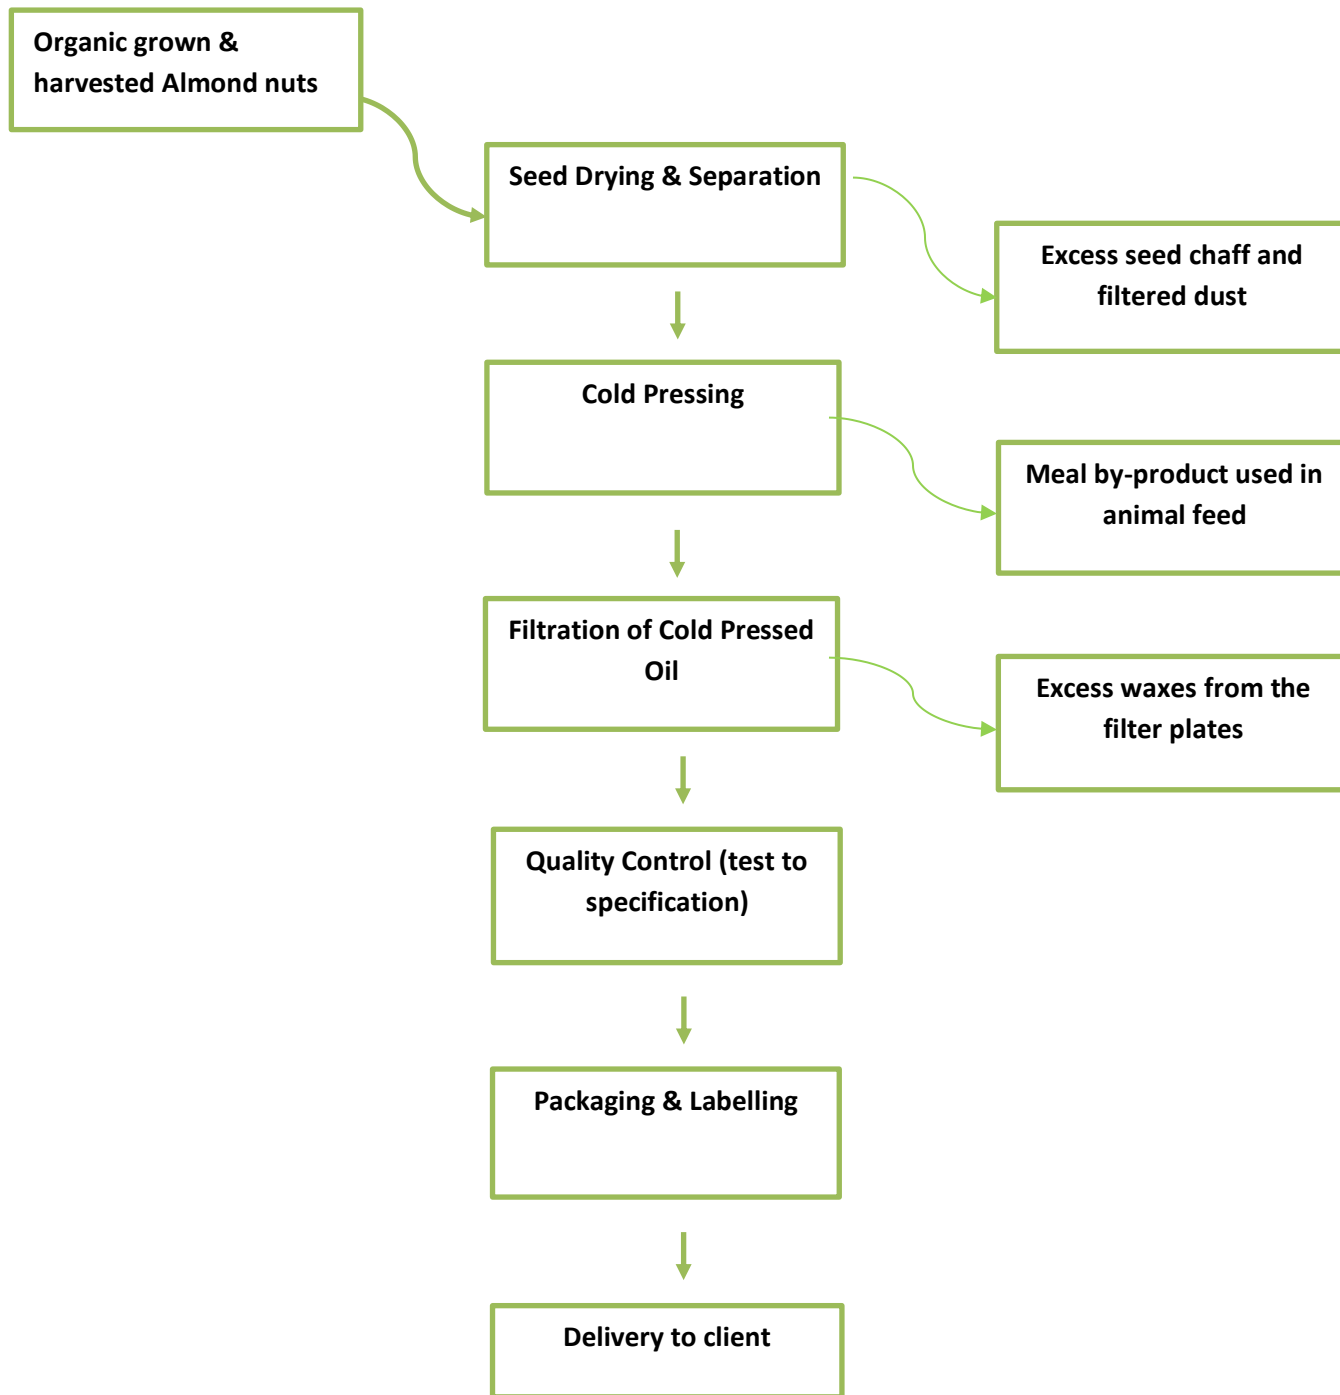 Organic grown &
harvested Almond nuts
Seed Drying & Separation
Excess seed chaff and
filtered dust
Cold Pressing
Meal by-product used in
animal feed
Filtration of Cold Pressed
Oil
Excess waxes from the
filter plates
Quality Control (test to
specification)
Packaging & Labelling
Delivery to client